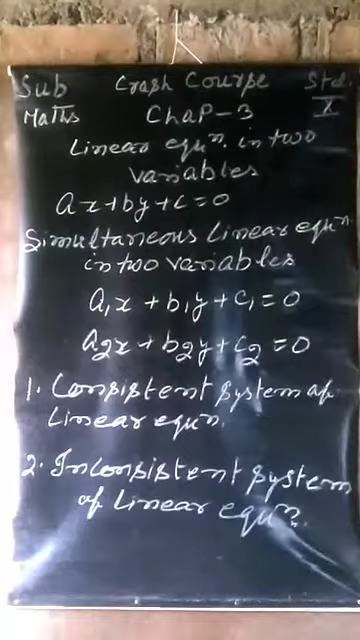 Sub Crash Course Std.
Maths Chap-3 X
Linear equⁿ. in two
variables
ax+by+c=0
Simultaneous Linear equⁿ
in two variables
a₁x + b₁y + c₁ = 0
a₂x + b₂y + c₂ = 0
1. Consistent system of
Linear equn.
2. Inconsistent system
of Linear equⁿ.